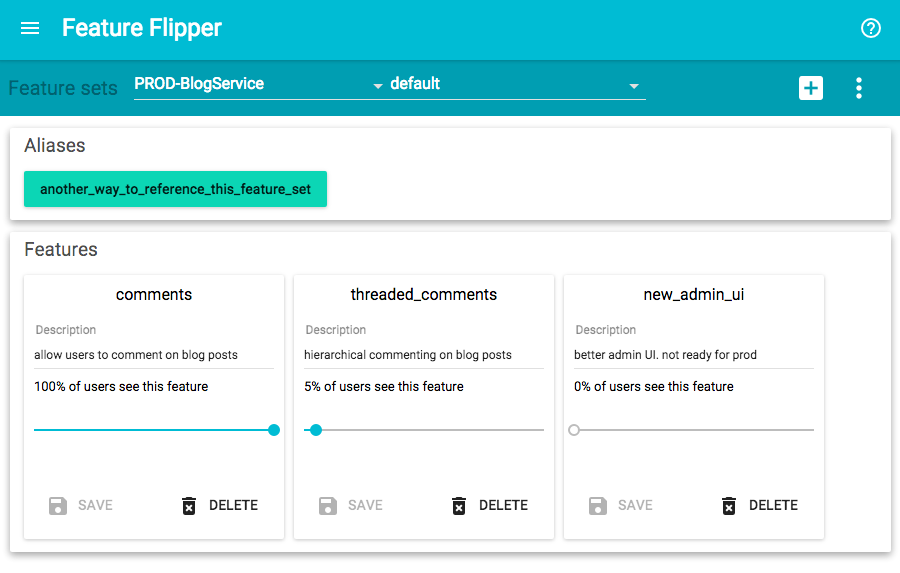 Feature Flipper
Feature sets PROD-BlogService default
Aliases
another_way_to_reference_this_feature_set
Features
comments
Description
allow users to comment on blog posts
100% of users see this feature
SAVE DELETE
threaded_comments
Description
hierarchical commenting on blog posts
5% of users see this feature
SAVE DELETE
new_admin_ui
Description
better admin UI. not ready for prod
0% of users see this feature
SAVE DELETE